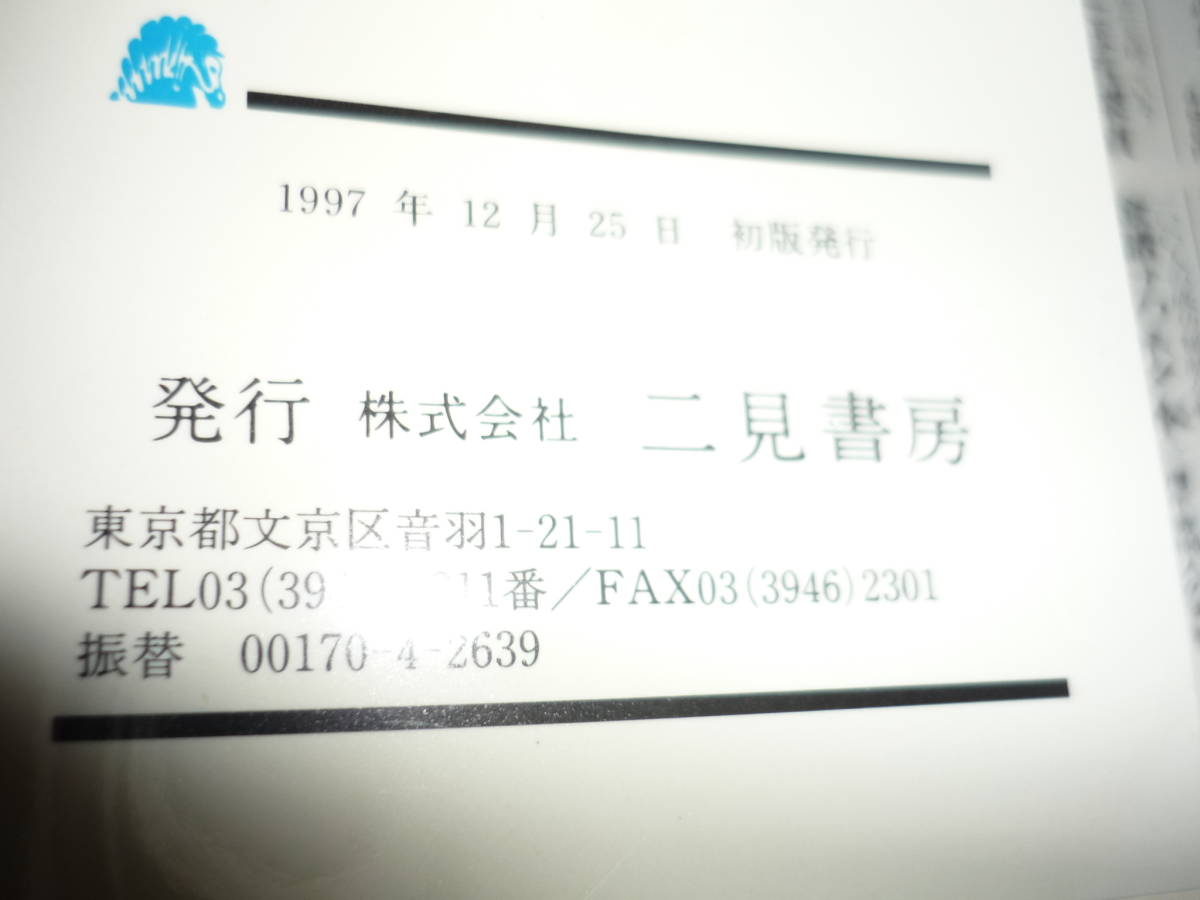 1997 年 12 月 25 日 初版発行
発行 株式会社 二見書房
東京都文京区音羽1-21-11
TEL03(39 11番／FAX03(3946)2301
振替 00170-4-2639